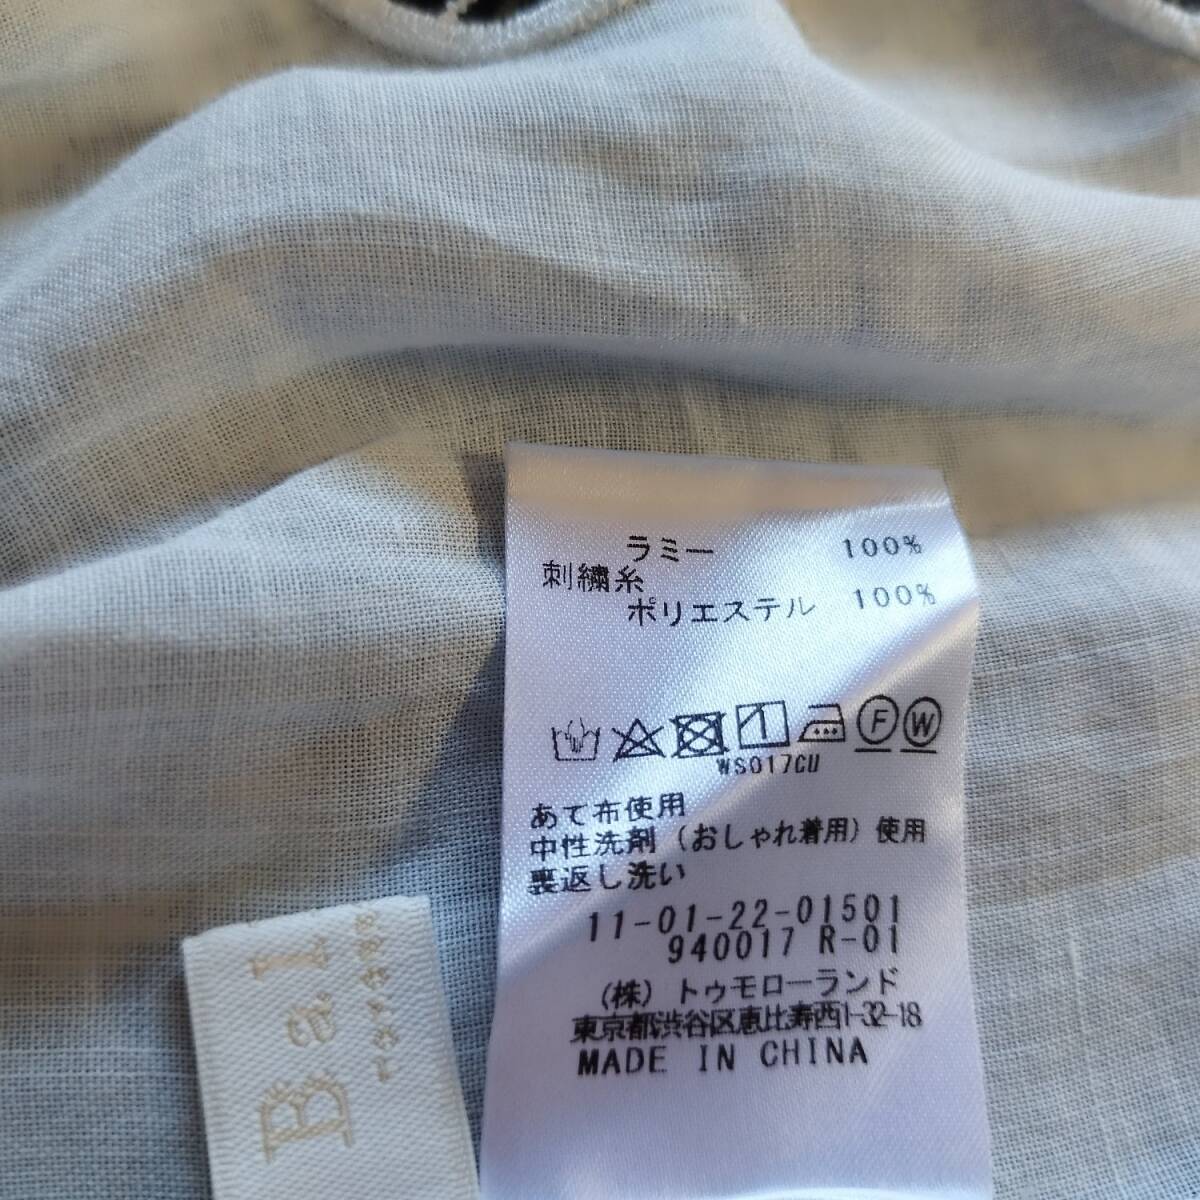 ラミー 100%
刺繍糸
ポリエステル 100%
F W
WS017CU
あて布使用
中性洗剤(おしゃれ着用)使用
裏返し洗い
11-01-22-01501
940017 R-01
(株)トゥモローランド
東京都渋谷区恵比寿西1-32-18
MADE IN CHINA
Bal